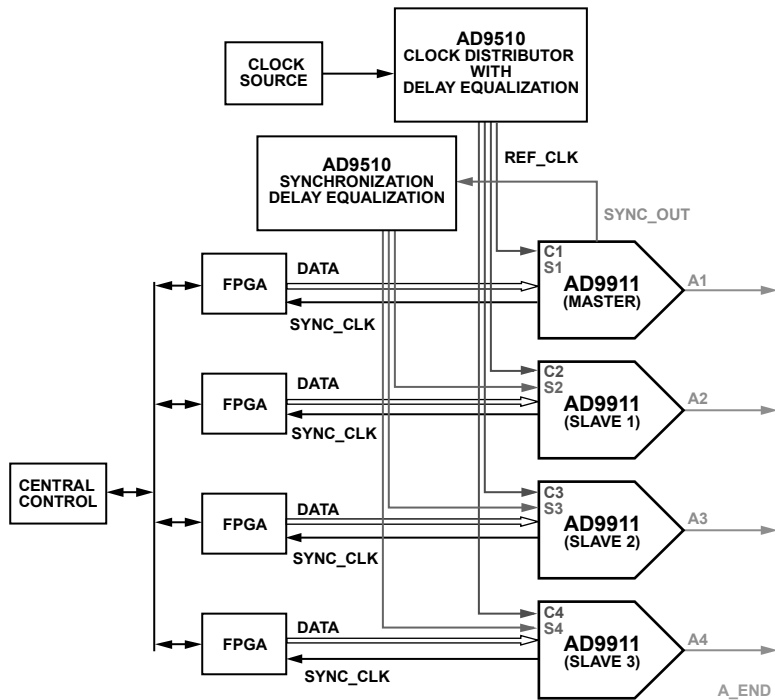 AD9510
CLOCK DISTRIBUTOR
WITH
DELAY EQUALIZATION
CLOCK
SOURCE
REF_CLK
AD9510
SYNCHRONIZATION
DELAY EQUALIZATION
SYNC_OUT
FPGA
DATA
SYNC_CLK
C1
S1
AD9911
(MASTER)
A1
FPGA
DATA
SYNC_CLK
C2
S2
AD9911
(SLAVE 1)
A2
CENTRAL
CONTROL
FPGA
DATA
SYNC_CLK
C3
S3
AD9911
(SLAVE 2)
A3
FPGA
DATA
SYNC_CLK
C4
S4
AD9911
(SLAVE 3)
A4
A_END